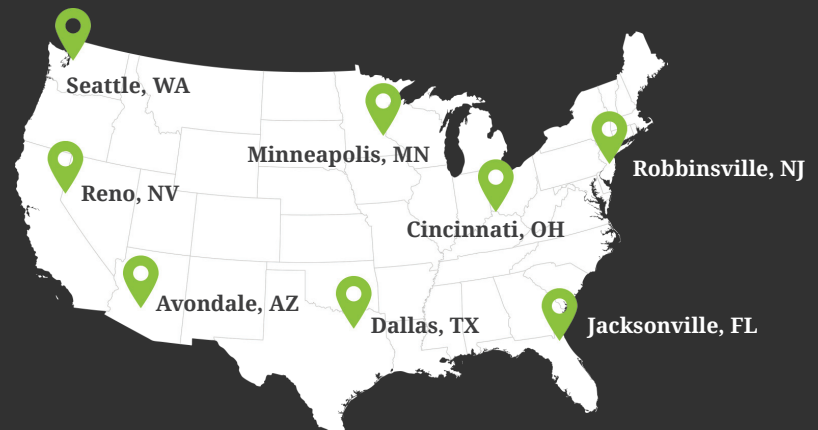 Seattle, WA
Minneapolis, MN
Robbinsville, NJ
Reno, NV
Cincinnati, OH
Avondale, AZ
Dallas, TX
Jacksonville, FL